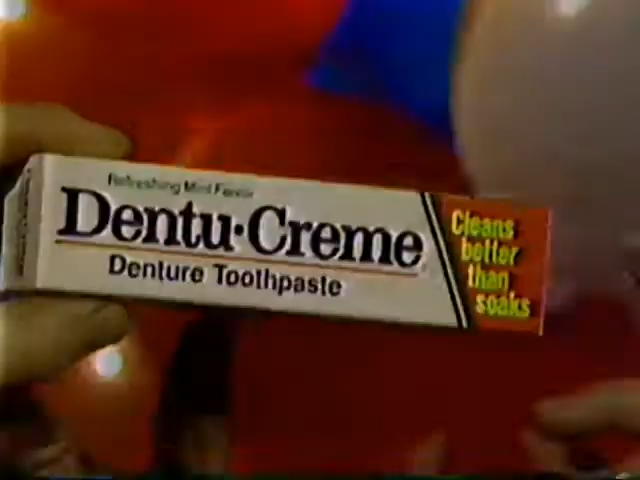 Refreshing Mint Flavor
Dentu·Creme
Denture Toothpaste
Cleans
better
than
soaks